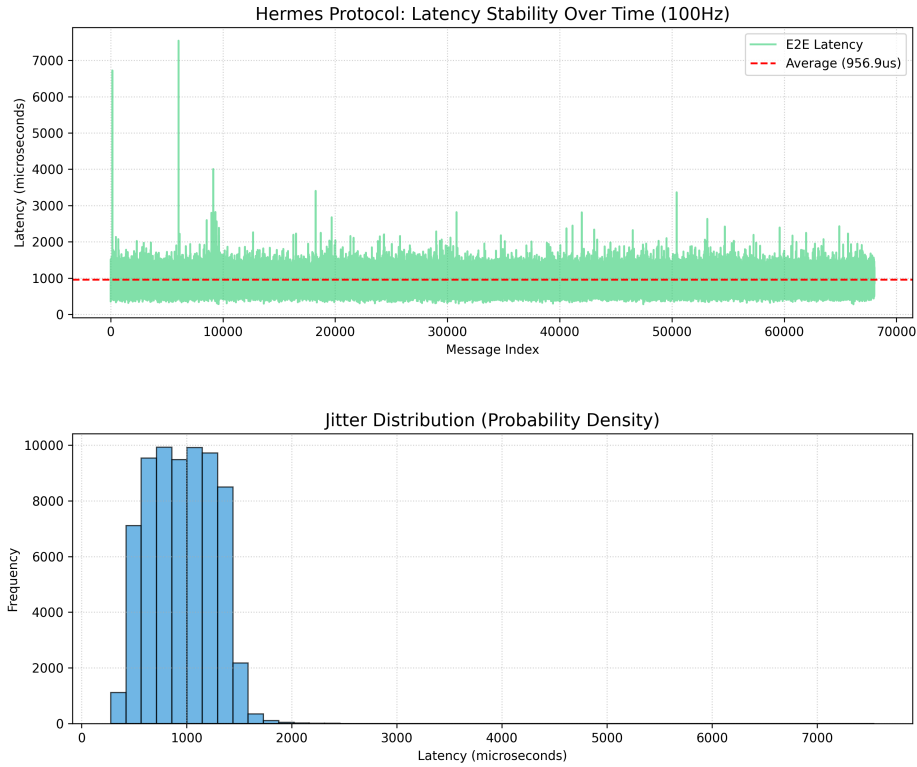 Hermes Protocol: Latency Stability Over Time (100Hz)
E2E Latency
Average (956.9us)
Latency (microseconds)
7000
6000
5000
4000
3000
2000
1000
0
0 10000 20000 30000 40000 50000 60000 70000
Message Index
Jitter Distribution (Probability Density)
Frequency
10000
8000
6000
4000
2000
0
0 1000 2000 3000 4000 5000 6000 7000
Latency (microseconds)